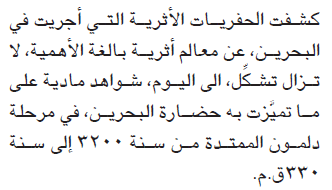 كشفت الحفريات الأثرية التي أجريت في
البحرين، عن معالم أثرية بالغة الأهمية، لا
تزال تشكِّل، الى اليوم، شواهد مادية على
ما تميَّزت به حضارة البحرين، في مرحلة
دلمون الممتدة من سنة ٣٢٠٠ إلى سنة
٣٣٠ق.م.